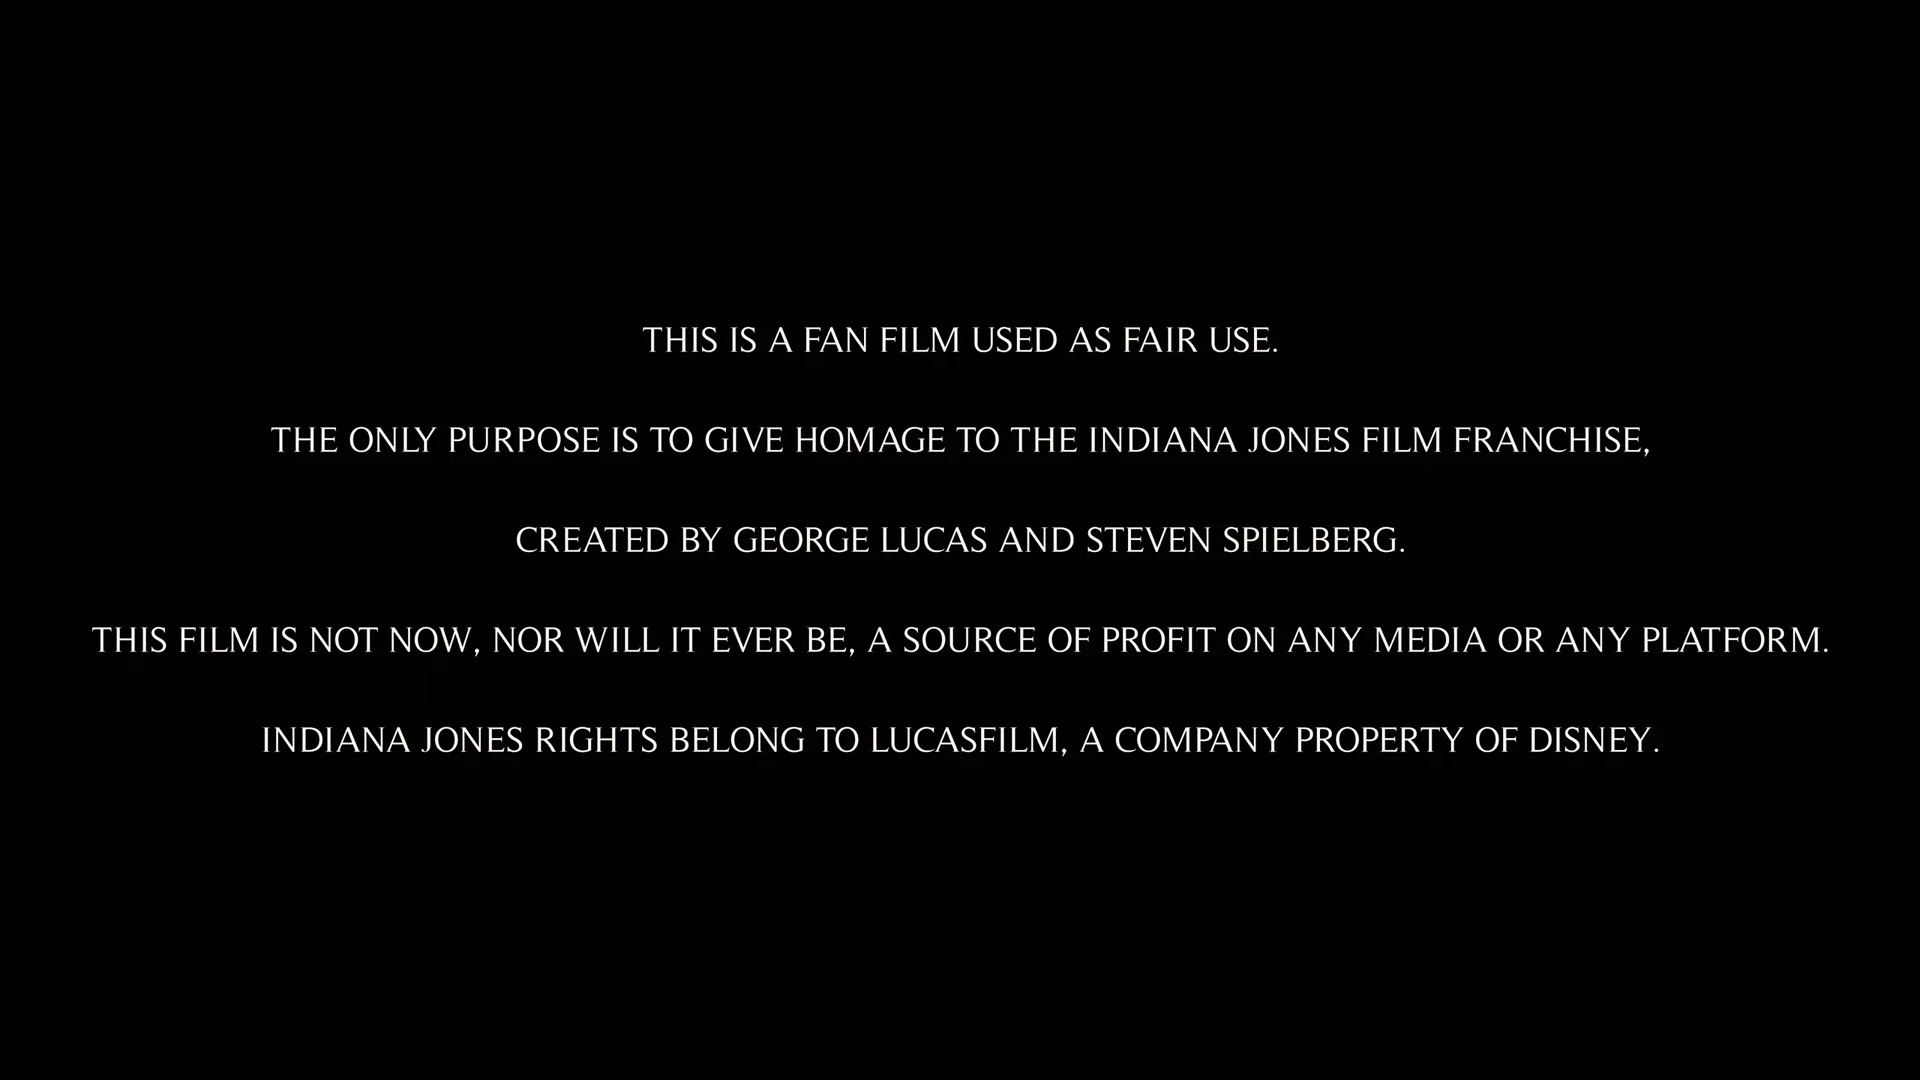 THIS IS A FAN FILM USED AS FAIR USE.
THE ONLY PURPOSE IS TO GIVE HOMAGE TO THE INDIANA JONES FILM FRANCHISE,
CREATED BY GEORGE LUCAS AND STEVEN SPIELBERG.
THIS FILM IS NOT NOW, NOR WILL IT EVER BE, A SOURCE OF PROFIT ON ANY MEDIA OR ANY PLATFORM.
INDIANA JONES RIGHTS BELONG TO LUCASFILM, A COMPANY PROPERTY OF DISNEY.